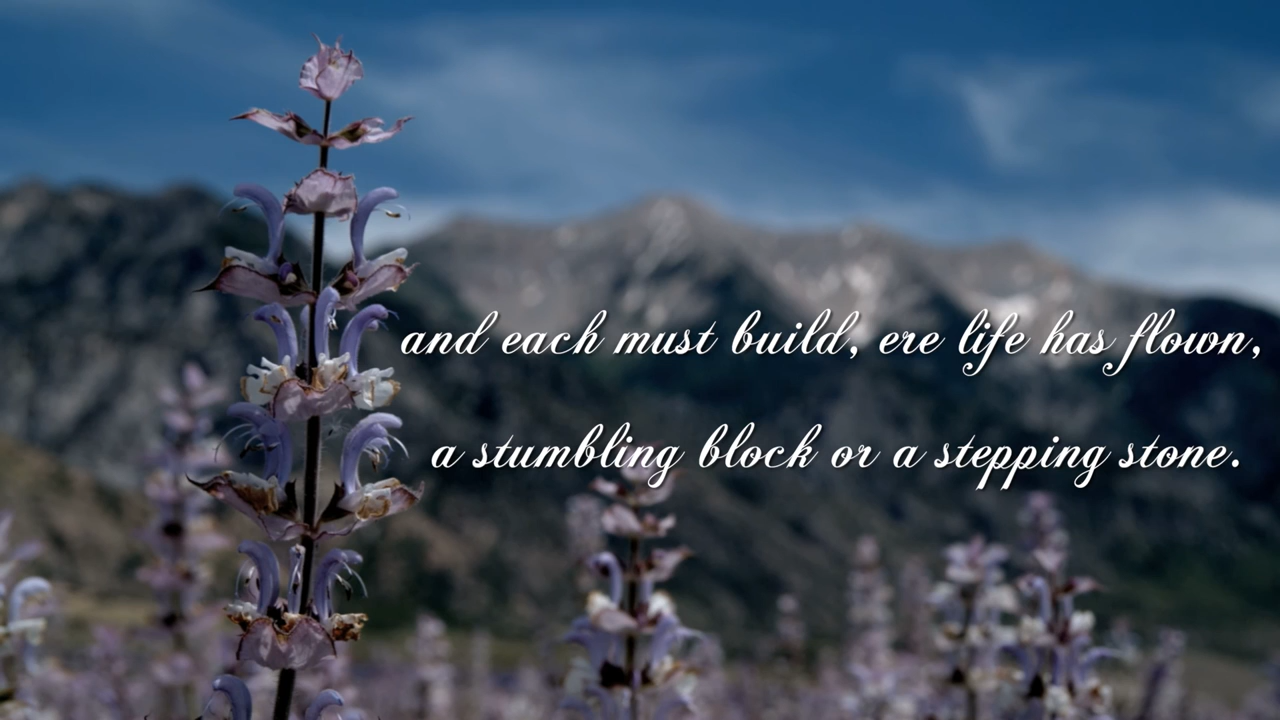 and each must build, ere life has flown,
a stumbling block or a stepping stone.